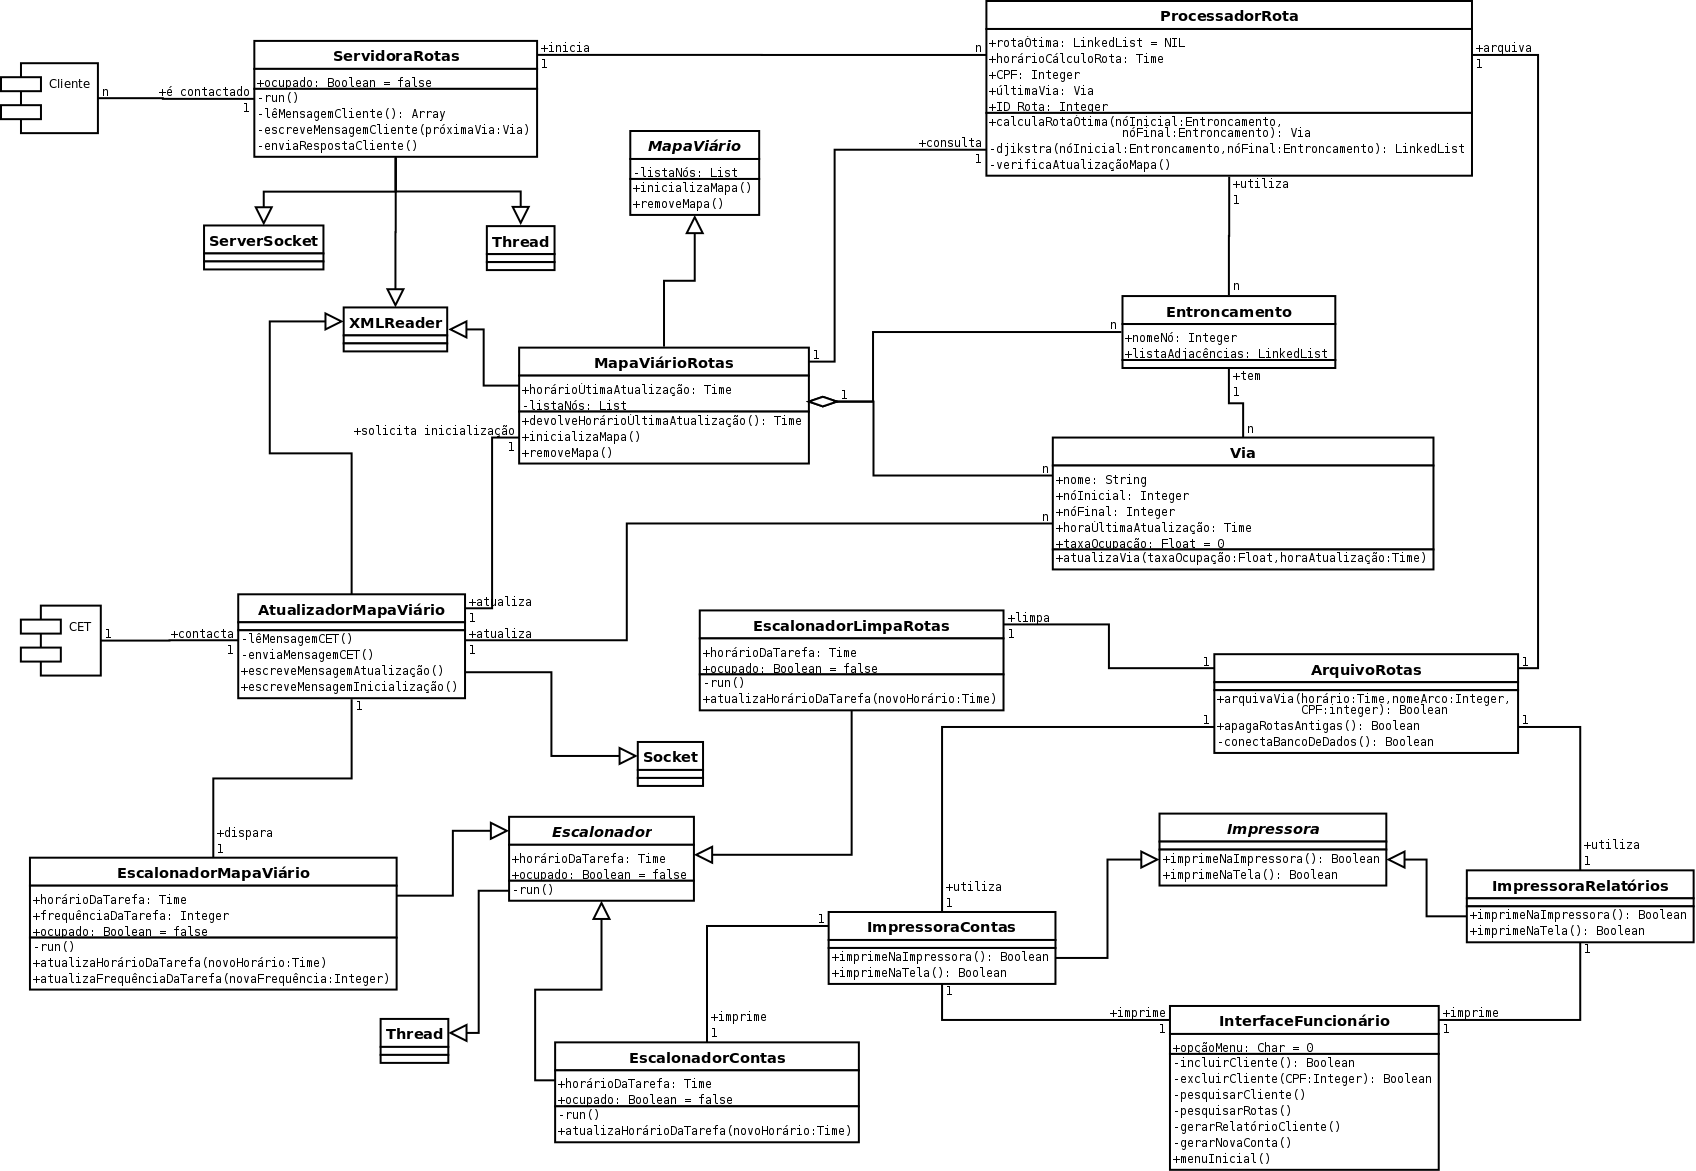 ProcessadorRota
+rotaÓtima: LinkedList = NIL
+horárioCálculoRota: Time
+CPF: Integer
+últimaVia: Via
+ID_Rota: Integer
+calculaRotaÓtima(nóInicial:Entroncamento,
nóFinal:Entroncamento): Via
-djikstra(nóInicial:Entroncamento,nóFinal:Entroncamento): LinkedList
-verificaAtualizaçãoMapa()
ServidoraRotas
+ocupado: Boolean = false
-run()
-lêMensagemCliente(): Array
-escreveMensagemCliente(próximaVia:Via)
-enviaRespostaCliente()
+inicia
1
n
+arquiva
1
Cliente
n
+é contactado
1
MapaViário
-listaNós: List
+inicializaMapa()
+removeMapa()
+consulta
1
+utiliza
1
n
ServerSocket
Thread
XMLReader
Entroncamento
+nomeNó: Integer
+listaAdjacências: LinkedList
MapaViárioRotas
+horárioÚtimaAtualização: Time
-listaNós: List
+devolveHorárioÚltimaAtualização(): Time
+inicializaMapa()
+removeMapa()
1
1
n
n
+tem
1
n
+solicita inicialização
1
Via
+nome: String
+nóInicial: Integer
+nóFinal: Integer
+horaÚltimaAtualização: Time
+taxaOcupação: Float = 0
+atualizaVia(taxaOcupação:Float,horaAtualização:Time)
n
AtualizadorMapaViário
-lêMensagemCET()
-enviaMensagemCET()
+escreveMensagemAtualização()
+escreveMensagemInicialização()
+atualiza
1
+atualiza
1
1
CET
1
+contacta
1
EscalonadorLimpaRotas
+horárioDaTarefa: Time
+ocupado: Boolean = false
-run()
+atualizaHorárioDaTarefa(novoHorário:Time)
+limpa
1
1
1
ArquivoRotas
+arquivaVia(horário:Time,nomeArco:Integer,
CPF:integer): Boolean
+apagaRotasAntigas(): Boolean
-conectaBancoDeDados(): Boolean
1
1
Socket
+dispara
1
Escalonador
+horárioDaTarefa: Time
+ocupado: Boolean = false
-run()
Impressora
+imprimeNaImpressora(): Boolean
+imprimeNaTela(): Boolean
+utiliza
1
EscalonadorMapaViário
+horárioDaTarefa: Time
+frequênciaDaTarefa: Integer
+ocupado: Boolean = false
-run()
+atualizaHorárioDaTarefa(novoHorário:Time)
+atualizaFrequênciaDaTarefa(novaFrequência:Integer)
ImpressoraRelatórios
+imprimeNaImpressora(): Boolean
+imprimeNaTela(): Boolean
1
+utiliza
1
1
ImpressoraContas
+imprimeNaImpressora(): Boolean
+imprimeNaTela(): Boolean
1
Thread
+imprime
1
EscalonadorContas
+horárioDaTarefa: Time
+ocupado: Boolean = false
-run()
+atualizaHorárioDaTarefa(novoHorário:Time)
+imprime
1
+imprime
1
InterfaceFuncionário
+opçãoMenu: Char = 0
-incluirCliente(): Boolean
-excluirCliente(CPF:Integer): Boolean
-pesquisarCliente()
-pesquisarRotas()
-gerarRelatórioCliente()
-gerarNovaConta()
+menuInicial()